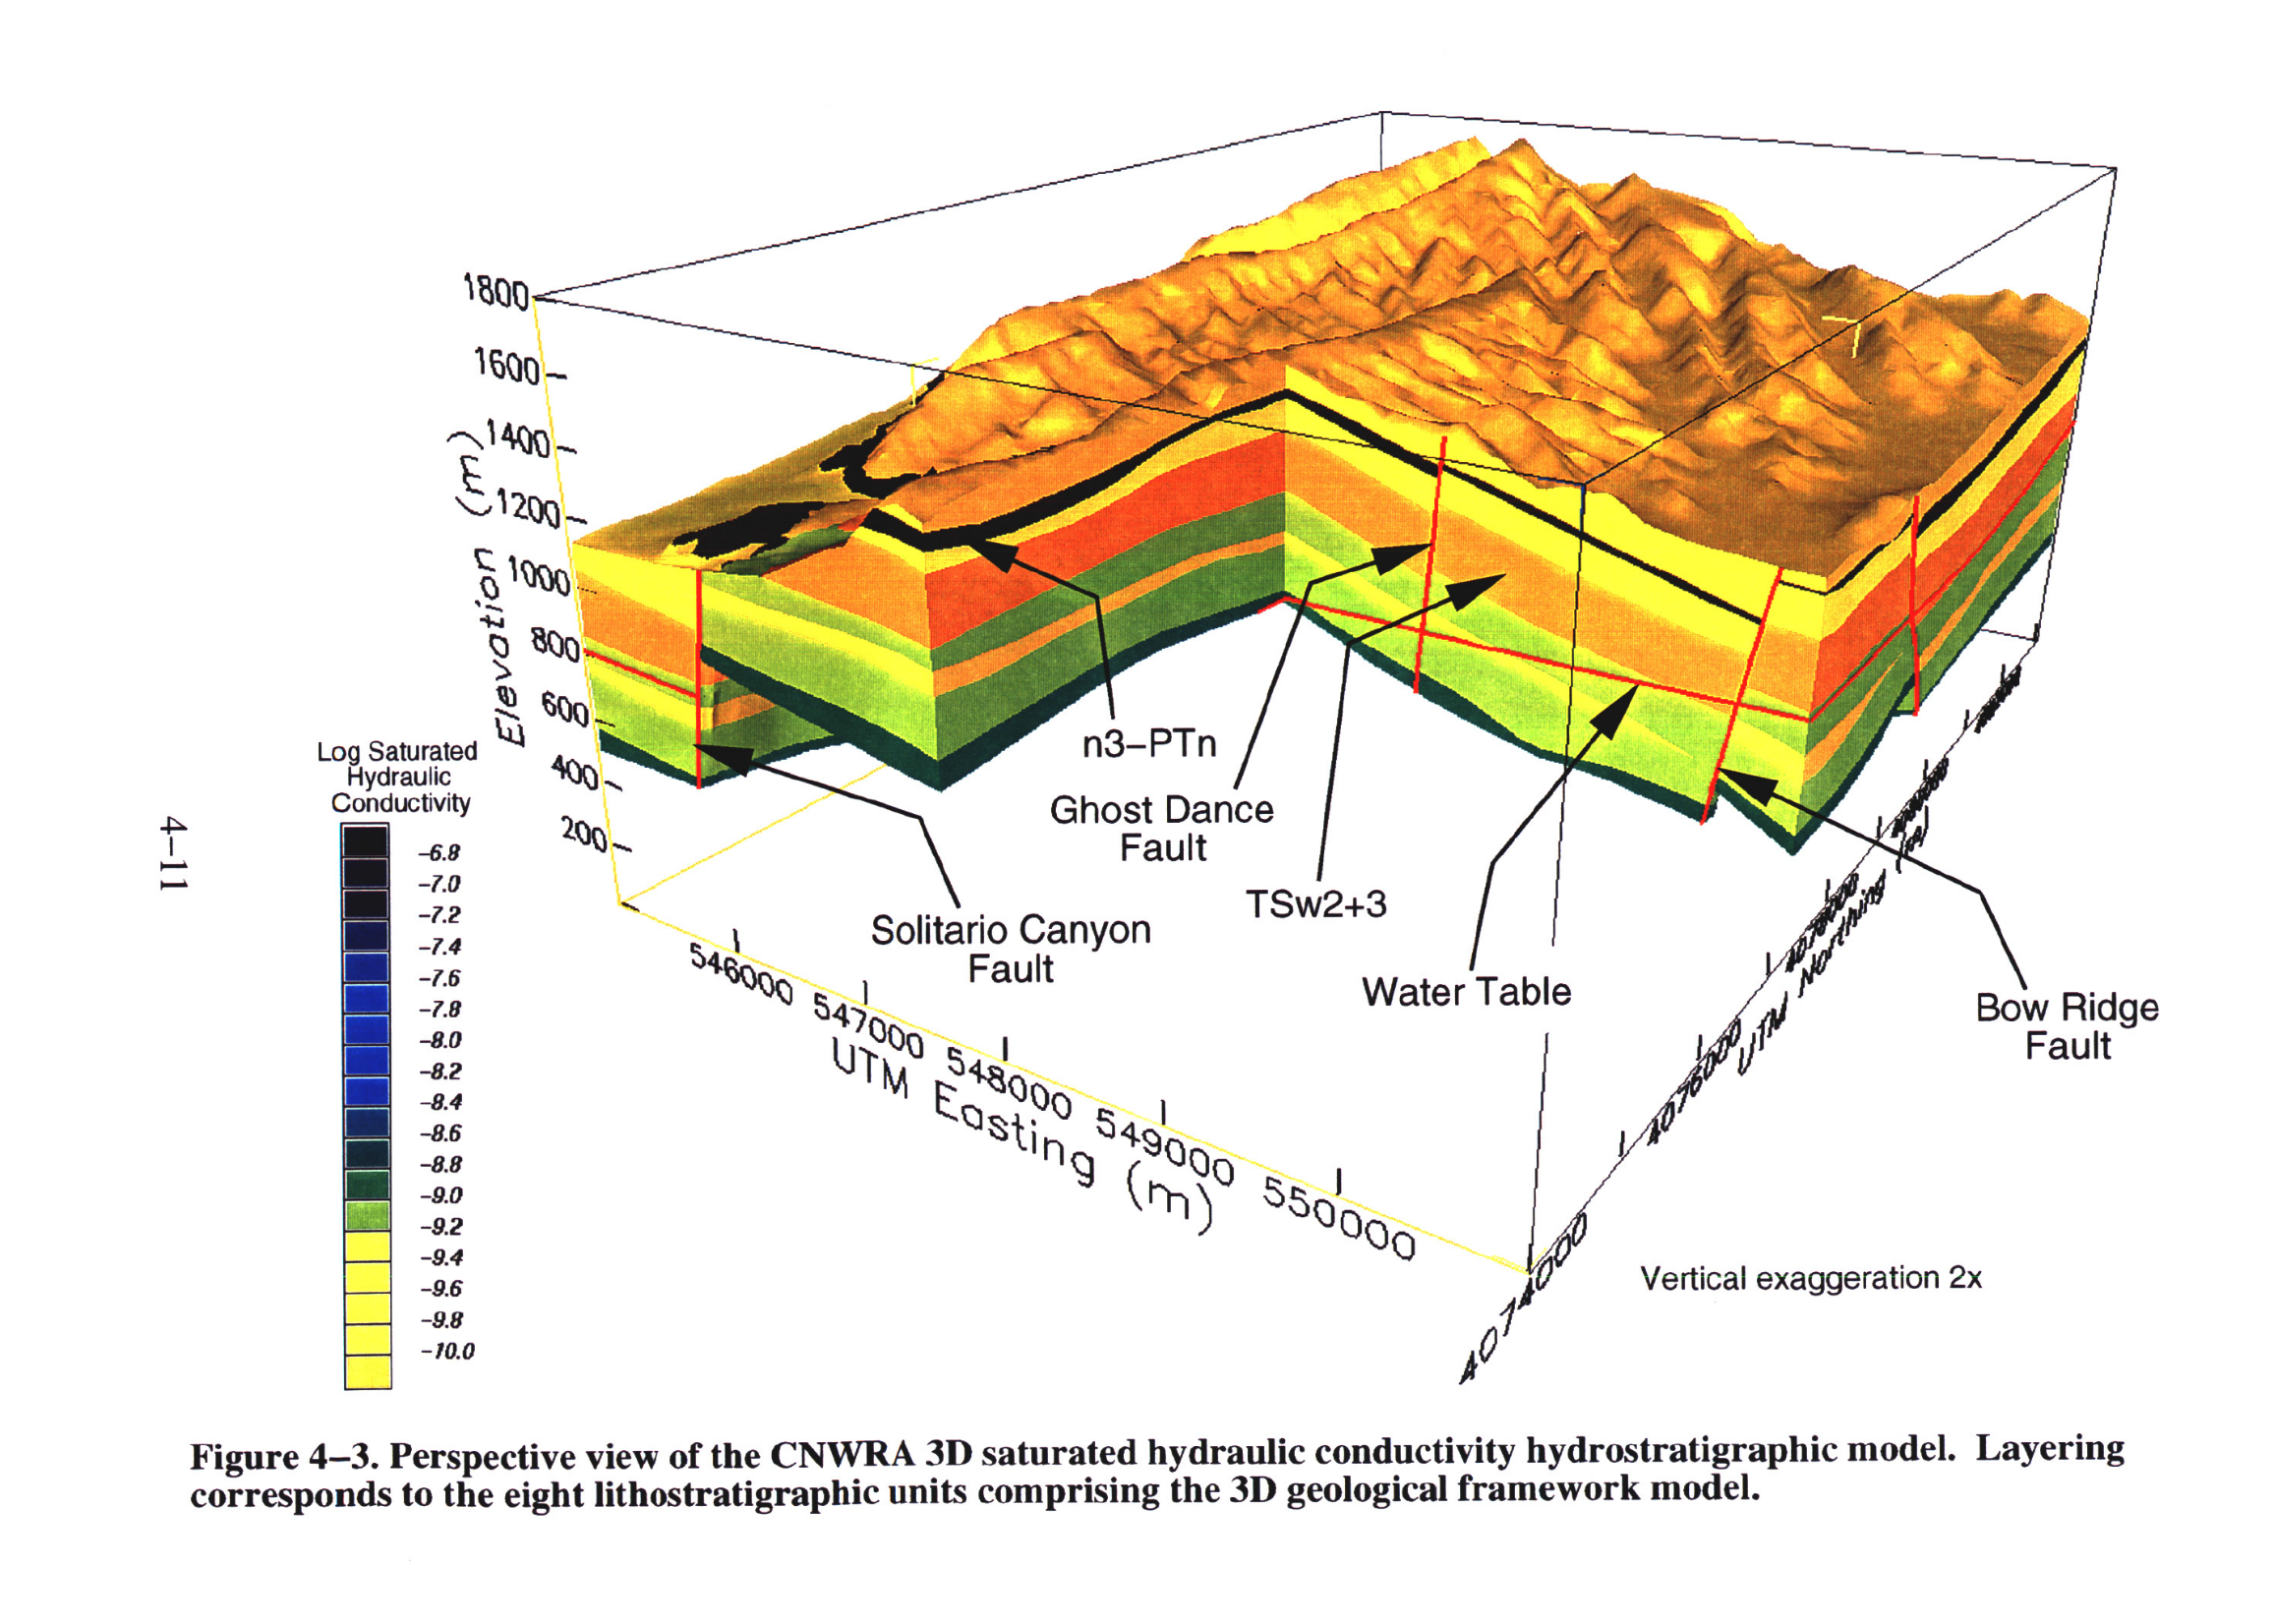 1800
1600
1400
1200
1000
800
600
400
200
Elevation (m)
Log Saturated
Hydraulic
Conductivity
-6.8
-7.0
-7.2
-7.4
-7.6
-7.8
-8.0
-8.2
-8.4
-8.6
-8.8
-9.0
-9.2
-9.4
-9.6
-9.8
-10.0
4-11
n3-PTn
Ghost Dance
Fault
TSw2+3
Solitario Canyon
Fault
Water Table
Bow Ridge
Fault
546000
547000
548000
549000
550000
UTM Easting (m)
4074000
4076000
UTM Northing
Vertical exaggeration 2x
Figure 4-3. Perspective view of the CNWRA 3D saturated hydraulic conductivity hydrostratigraphic model. Layering
corresponds to the eight lithostratigraphic units comprising the 3D geological framework model.